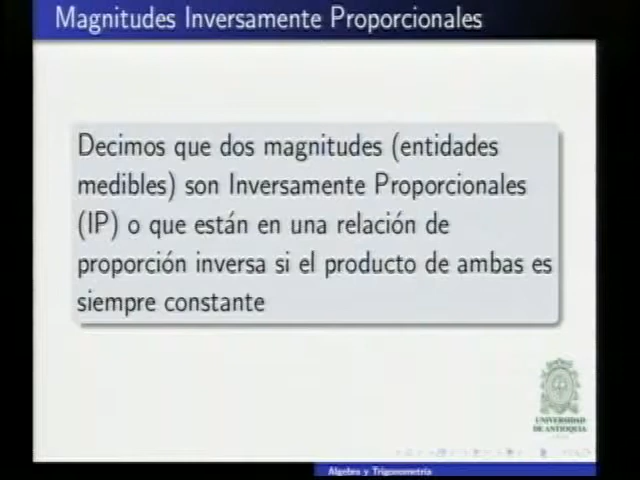 Magnitudes Inversamente Proporcionales
Decimos que dos magnitudes (entidades
medibles) son Inversamente Proporcionales
(IP) o que están en una relación de
proporción inversa si el producto de ambas es
siempre constante
UNIVERSIDAD
DE ANTIOQUIA
Algebra y Trigonometría